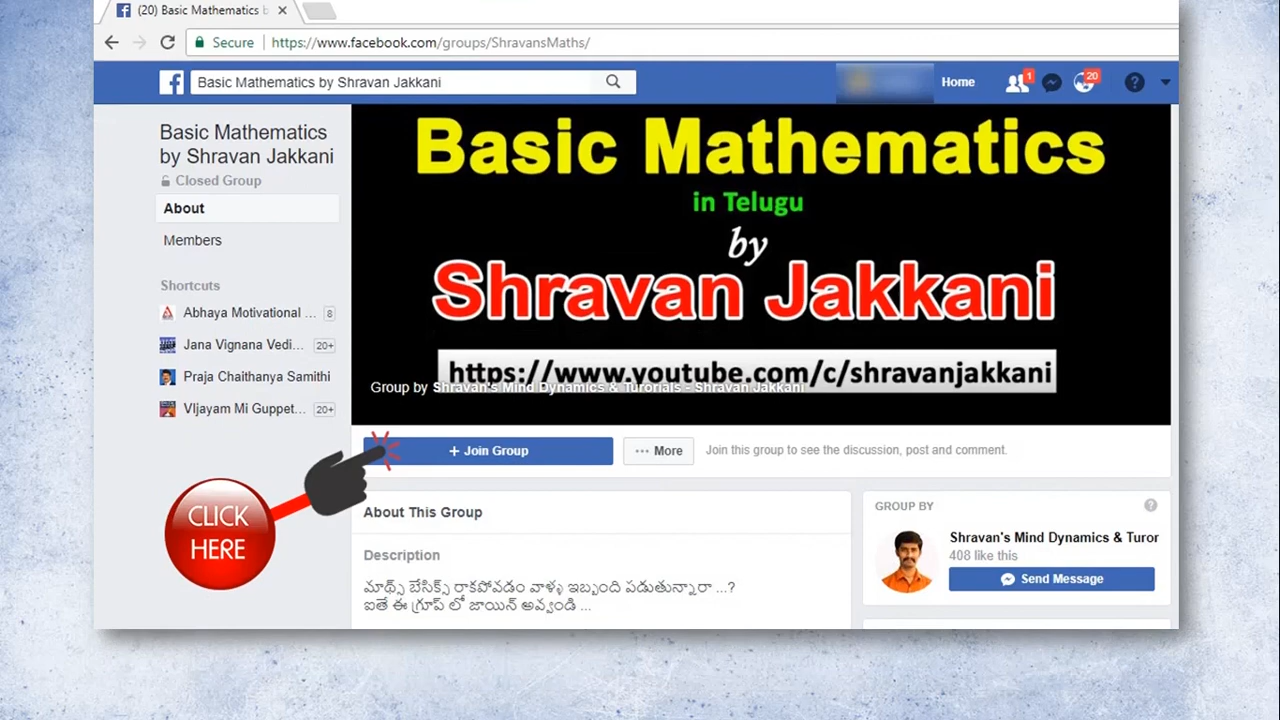 (20) Basic Mathematics b
Secure https://www.facebook.com/groups/ShravansMaths/
Basic Mathematics by Shravan Jakkani
Home
1
20
Basic Mathematics
by Shravan Jakkani
Closed Group
About
Members
Shortcuts
Abhaya Motivational ... 8
Jana Vignana Vedi... 20+
Praja Chaithanya Samithi
VIjayam Mi Guppet... 20+
Basic Mathematics
in Telugu
by
Shravan Jakkani
https://www.youtube.com/c/shravanjakkani
Group by Shravan's Mind Dynamics & Turorials - Shravan Jakkani
+ Join Group
... More
Join this group to see the discussion, post and comment.
CLICK
HERE
About This Group
Description
మాథ్స్ బేసిక్స్ రాకపోవడం వాళ్ళ ఇబ్బంది పడుతున్నారా ...?
ఐతే ఈ గ్రూప్ లో జాయిన్ అవ్వండి ...
GROUP BY
Shravan's Mind Dynamics & Turor
408 like this
Send Message